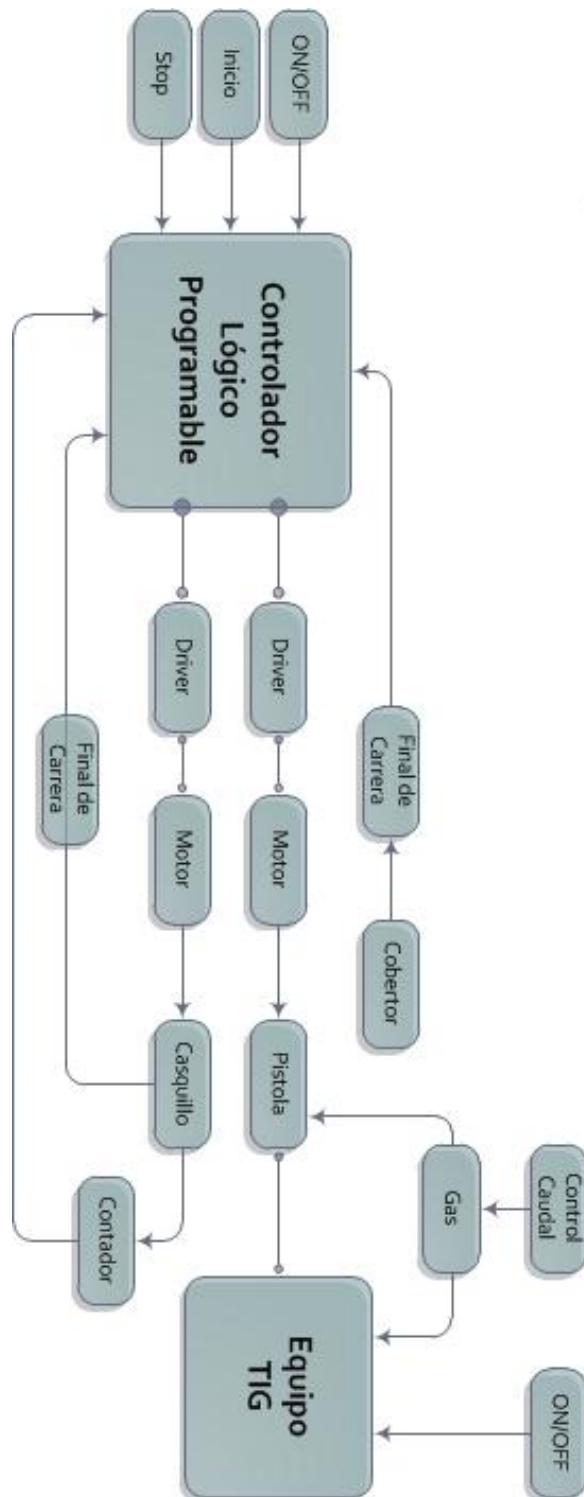 Control
Caudal
ON/OFF
Gas
Final de
Carrera
Cobertor
ON/OFF
Inicio
Stop
Controlador
Lógico
Programable
Driver
Motor
Pistola
Equipo
TIG
Driver
Motor
Casquillo
Contador
Final de
Carrera